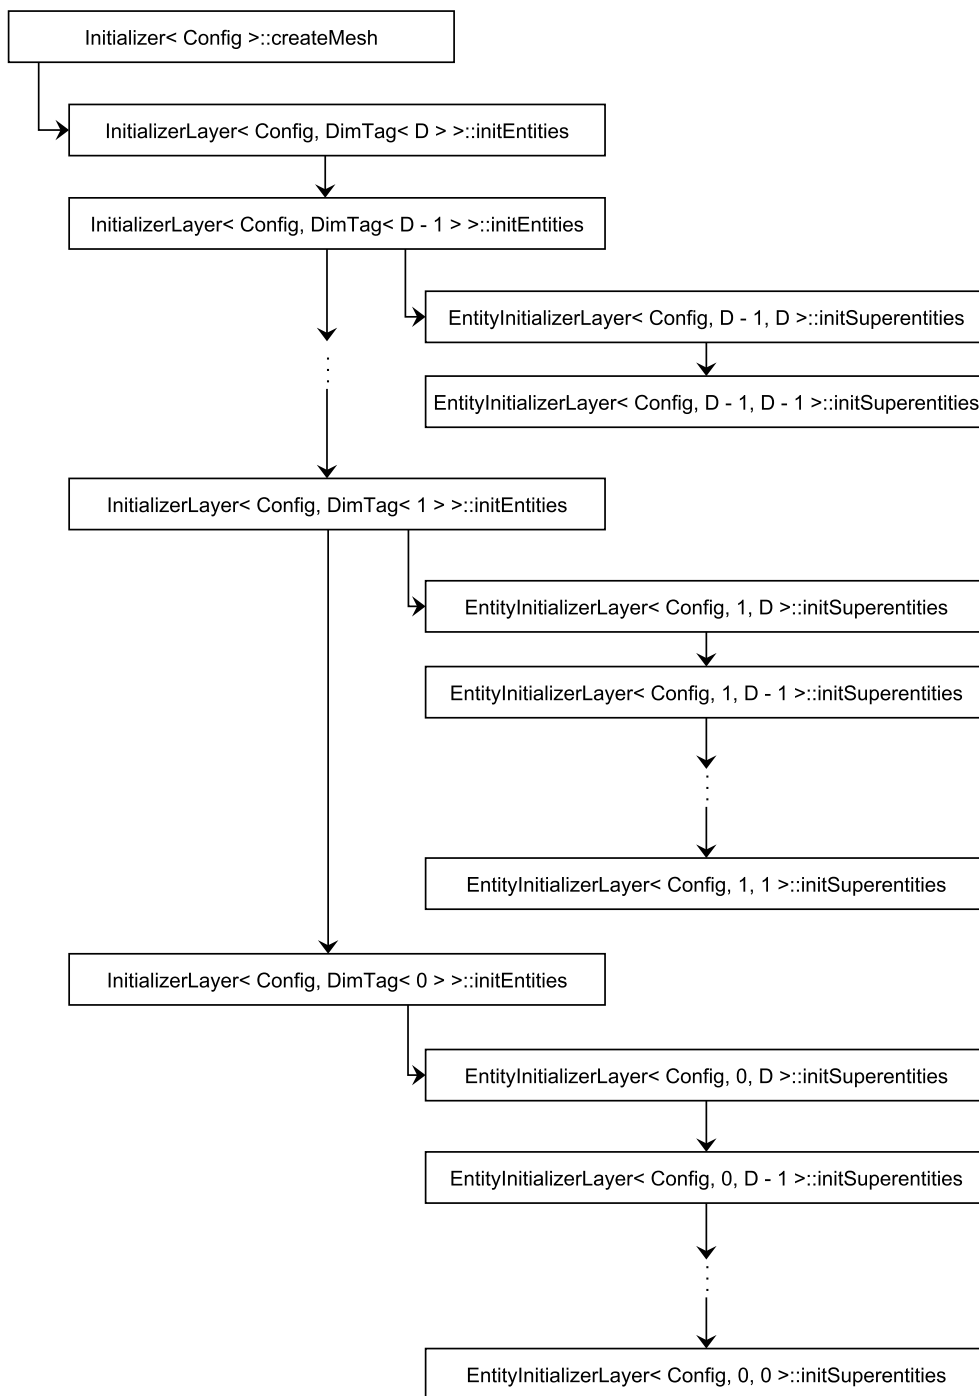 Initializer< Config >::createMesh
InitializerLayer< Config, DimTag< D > >::initEntities
InitializerLayer< Config, DimTag< D - 1 > >::initEntities
EntityInitializerLayer< Config, D - 1, D >::initSuperentities
EntityInitializerLayer< Config, D - 1, D - 1 >::initSuperentities
InitializerLayer< Config, DimTag< 1 > >::initEntities
EntityInitializerLayer< Config, 1, D >::initSuperentities
EntityInitializerLayer< Config, 1, D - 1 >::initSuperentities
EntityInitializerLayer< Config, 1, 1 >::initSuperentities
InitializerLayer< Config, DimTag< 0 > >::initEntities
EntityInitializerLayer< Config, 0, D >::initSuperentities
EntityInitializerLayer< Config, 0, D - 1 >::initSuperentities
EntityInitializerLayer< Config, 0, 0 >::initSuperentities